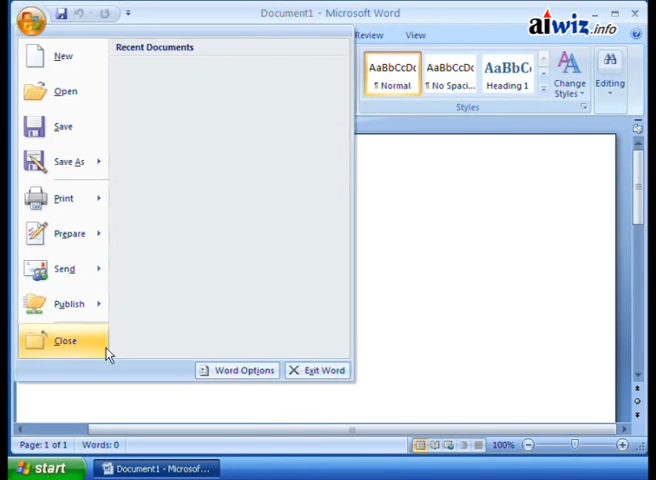 Document1 - Microsoft Word
aiwiz.info
Review View
New
Open
Save
Save As
Print
Prepare
Send
Publish
Close
Recent Documents
Word Options
Exit Word
AaBbCcDc AaBbCcDc AaBbC
¶ Normal ¶ No Spaci... Heading 1
Change
Styles
Editing
Styles
Page: 1 of 1 Words: 0 100%
start Document1 - Microsof...